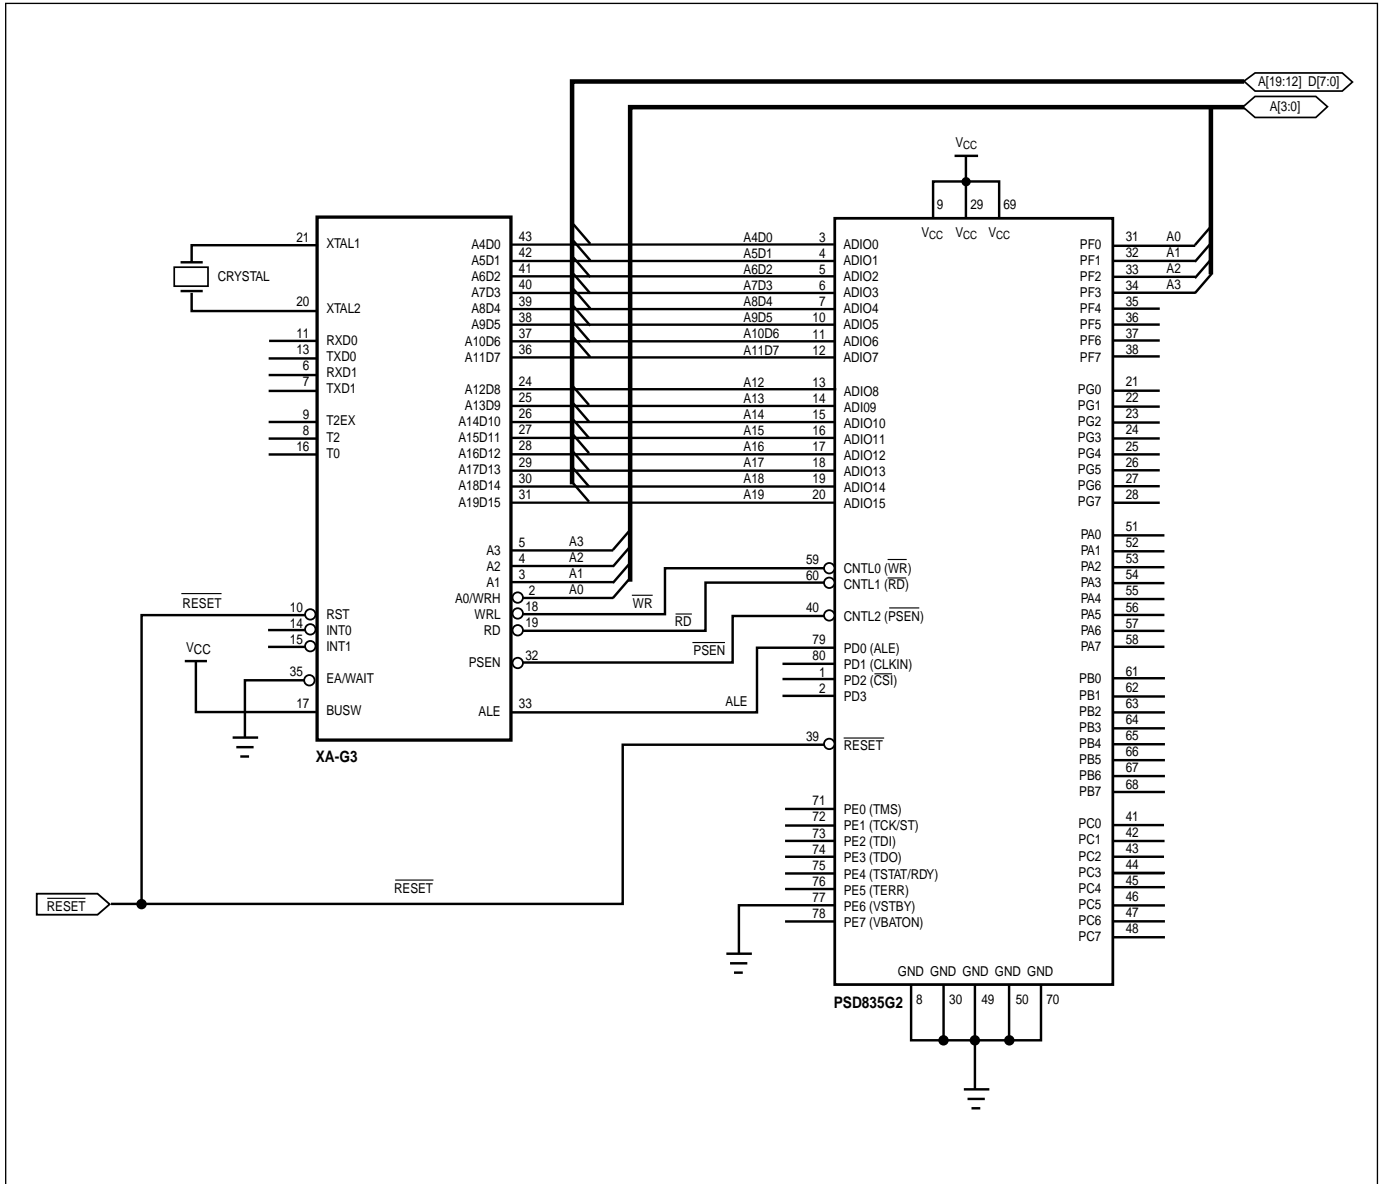 A[19:12] D[7:0]
A[3:0]
VCC
9 29 69
VCC VCC VCC
21 XTAL1
CRYSTAL
20 XTAL2
11 RXD0
13 TXD0
6 RXD1
7 TXD1
9 T2EX
8 T2
16 T0
RESET
10 RST
14 INT0
15 INT1
VCC
35 EA/WAIT
17 BUSW
A4D0 43
A5D1 42
A6D2 41
A7D3 40
A8D4 39
A9D5 38
A10D6 37
A11D7 36
A12D8 24
A13D9 25
A14D10 26
A15D11 27
A16D12 28
A17D13 29
A18D14 30
A19D15 31
A3 5 A3
A2 4 A2
A1 3 A1
A0/WRH 2 A0
WRL 18 WR
RD 19 RD
PSEN 32 PSEN
ALE 33 ALE
XA-G3
A4D0 3 ADIO0
A5D1 4 ADIO1
A6D2 5 ADIO2
A7D3 6 ADIO3
A8D4 7 ADIO4
A9D5 10 ADIO5
A10D6 11 ADIO6
A11D7 12 ADIO7
A12 13 ADIO8
A13 14 ADI09
A14 15 ADIO10
A15 16 ADIO11
A16 17 ADIO12
A17 18 ADIO13
A18 19 ADIO14
A19 20 ADIO15
59 CNTL0 (WR)
60 CNTL1 (RD)
40 CNTL2 (PSEN)
79 PD0 (ALE)
80 PD1 (CLKIN)
1 PD2 (CSI)
2 PD3
39 RESET
71 PE0 (TMS)
72 PE1 (TCK/ST)
73 PE2 (TDI)
74 PE3 (TDO)
75 PE4 (TSTAT/RDY)
76 PE5 (TERR)
77 PE6 (VSTBY)
78 PE7 (VBATON)
PF0 31 A0
PF1 32 A1
PF2 33 A2
PF3 34 A3
PF4 35
PF5 36
PF6 37
PF7 38
PG0 21
PG1 22
PG2 23
PG3 24
PG4 25
PG5 26
PG6 27
PG7 28
PA0 51
PA1 52
PA2 53
PA3 54
PA4 55
PA5 56
PA6 57
PA7 58
PB0 61
PB1 62
PB2 63
PB3 64
PB4 65
PB5 66
PB6 67
PB7 68
PC0 41
PC1 42
PC2 43
PC3 44
PC4 45
PC5 46
PC6 47
PC7 48
RESET
RESET
GND GND GND GND GND
PSD835G2 8 30 49 50 70